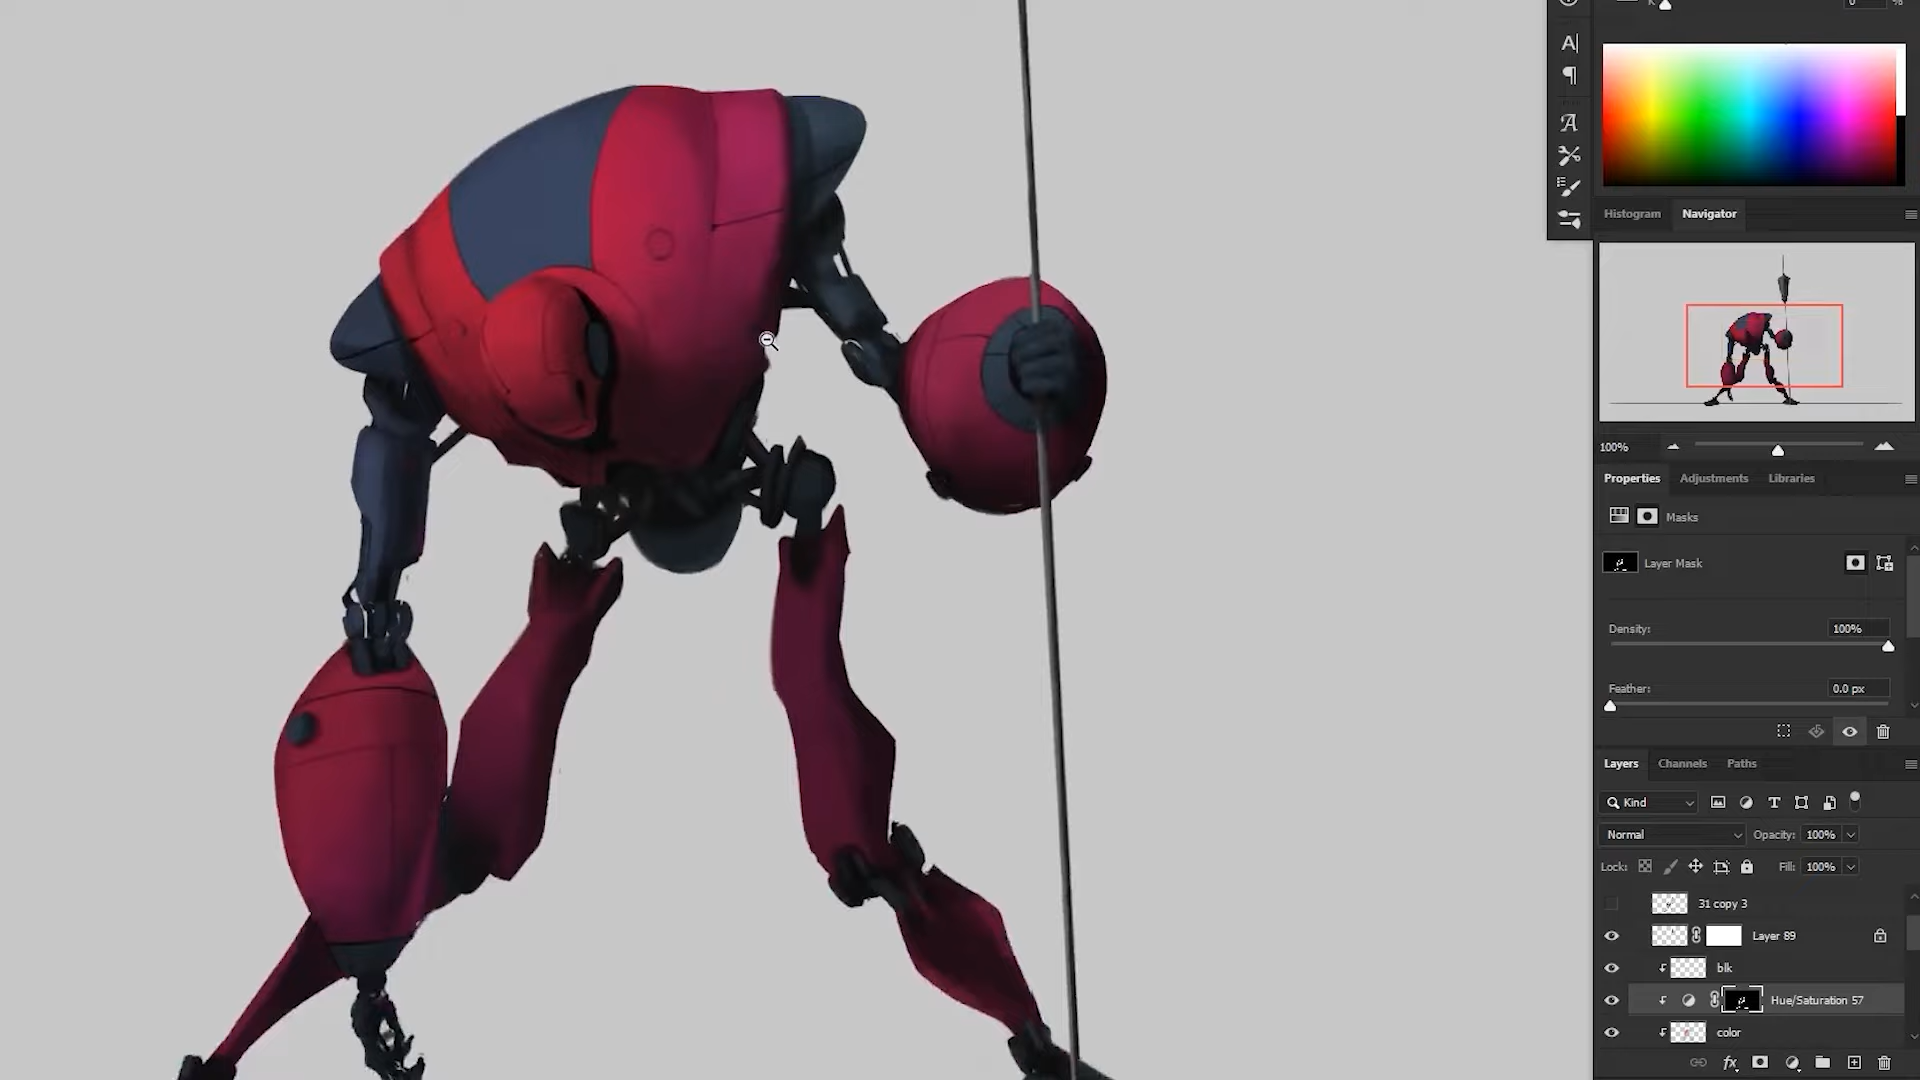 K
0
%
Histogram Navigator
100%
Properties Adjustments Libraries
Masks
Layer Mask
Density: 100%
Feather: 0.0 px
Layers Channels Paths
Kind
Normal Opacity: 100%
Lock: Fill: 100%
31 copy 3
Layer 89
blk
Hue/Saturation 57
color